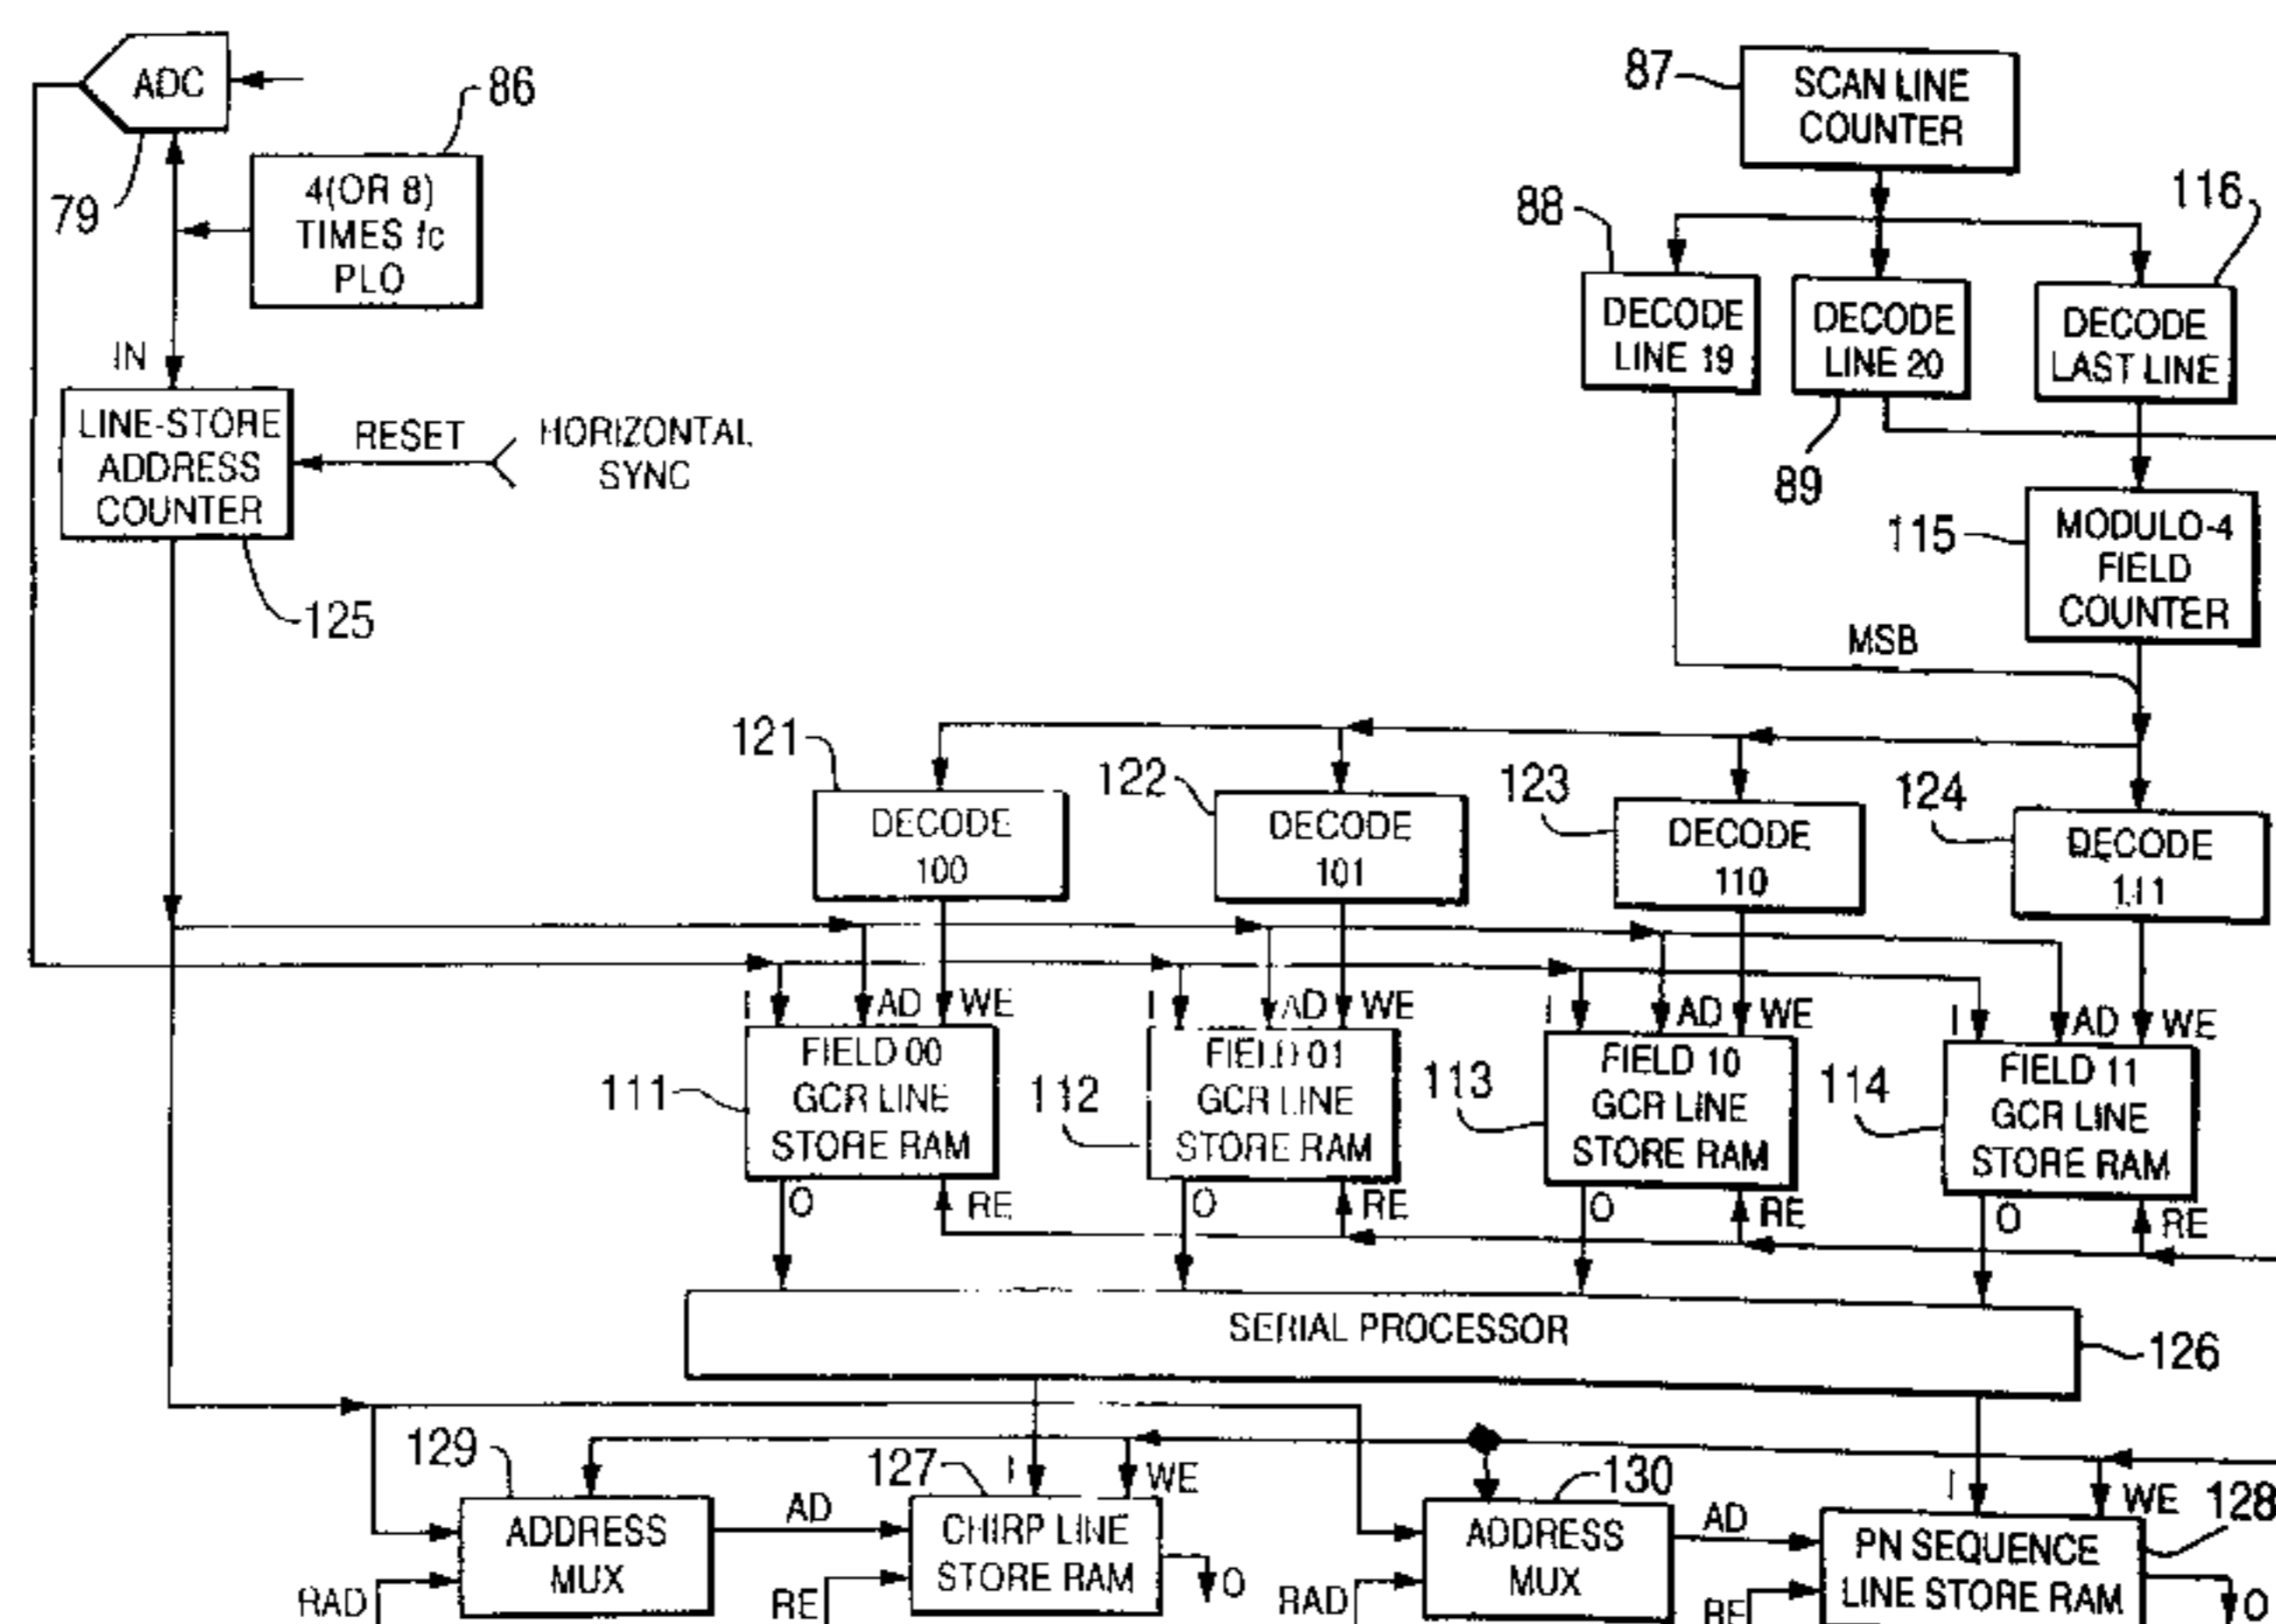 ADC
86
87
SCAN LINE
COUNTER
79
4(OR 8)
TIMES fc
PLO
88
116
DECODE
LINE 19
DECODE
LINE 20
DECODE
LAST LINE
IN
LINE-STORE
ADDRESS
COUNTER
RESET
HORIZONTAL
SYNC
89
115
MODULO-4
FIELD
COUNTER
125
MSB
121
122
123
124
DECODE
100
DECODE
101
DECODE
110
DECODE
111
I
AD
WE
I
AD
WE
I
AD
WE
I
AD
WE
111
FIELD 00
GCR LINE
STORE RAM
112
FIELD 01
GCR LINE
STORE RAM
113
FIELD 10
GCR LINE
STORE RAM
114
FIELD 11
GCR LINE
STORE RAM
O
RE
O
RE
O
RE
O
RE
SERIAL PROCESSOR
126
129
127
I
WE
130
I
WE
128
ADDRESS
MUX
AD
CHIRP LINE
STORE RAM
ADDRESS
MUX
AD
PN SEQUENCE
LINE STORE RAM
RAD
RE
O
RAD
RE
O